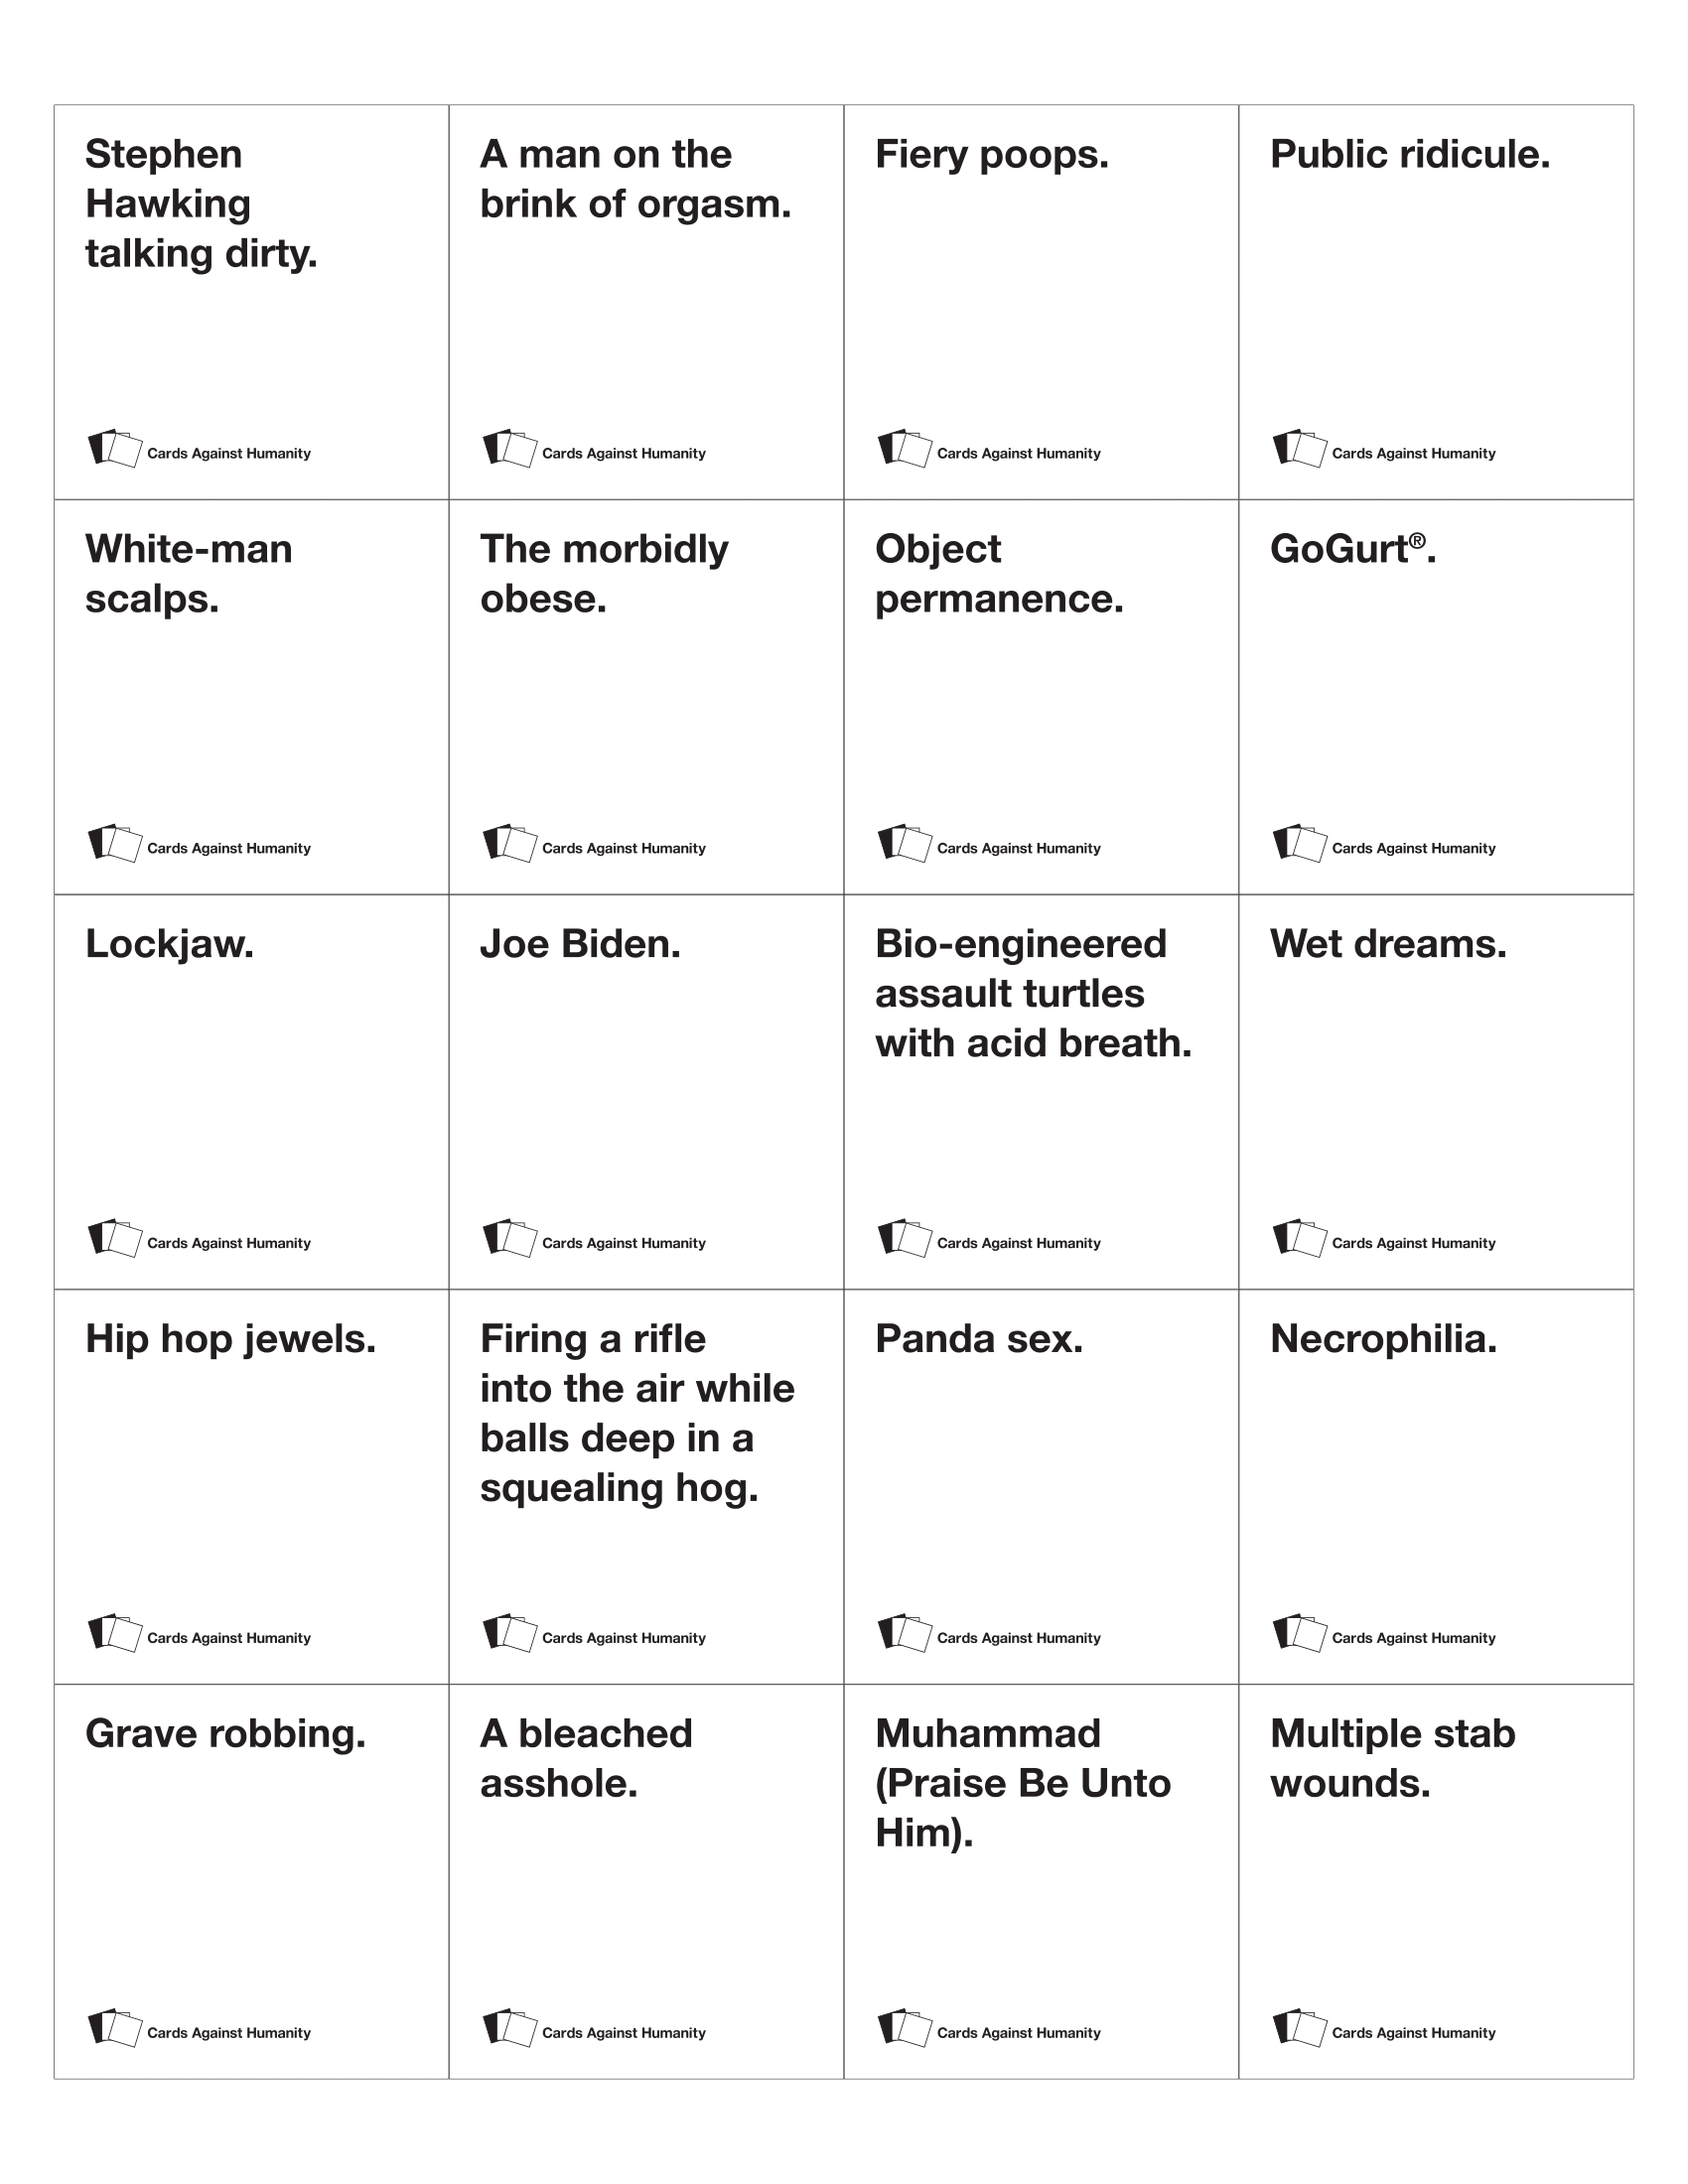 Stephen
Hawking
talking dirty.
Cards Against Humanity
A man on the
brink of orgasm.
Cards Against Humanity
Fiery poops.
Cards Against Humanity
Public ridicule.
Cards Against Humanity
White-man
scalps.
Cards Against Humanity
The morbidly
obese.
Cards Against Humanity
Object
permanence.
Cards Against Humanity
GoGurt®.
Cards Against Humanity
Lockjaw.
Cards Against Humanity
Joe Biden.
Cards Against Humanity
Bio-engineered
assault turtles
with acid breath.
Cards Against Humanity
Wet dreams.
Cards Against Humanity
Hip hop jewels.
Cards Against Humanity
Firing a rifle
into the air while
balls deep in a
squealing hog.
Cards Against Humanity
Panda sex.
Cards Against Humanity
Necrophilia.
Cards Against Humanity
Grave robbing.
Cards Against Humanity
A bleached
asshole.
Cards Against Humanity
Muhammad
(Praise Be Unto
Him).
Cards Against Humanity
Multiple stab
wounds.
Cards Against Humanity